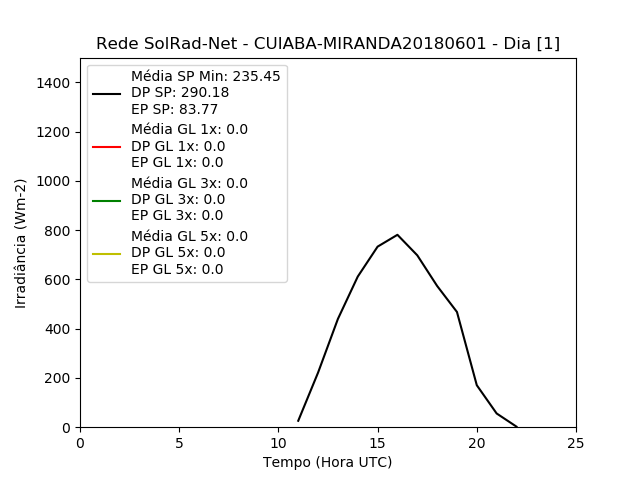 Rede SolRad-Net - CUIABA-MIRANDA20180601 - Dia [1]
Média SP Min: 235.45
DP SP: 290.18
EP SP: 83.77
Média GL 1x: 0.0
DP GL 1x: 0.0
EP GL 1x: 0.0
Média GL 3x: 0.0
DP GL 3x: 0.0
EP GL 3x: 0.0
Média GL 5x: 0.0
DP GL 5x: 0.0
EP GL 5x: 0.0
Irradiância (Wm-2)
1400
1200
1000
800
600
400
200
0
0 5 10 15 20 25
Tempo (Hora UTC)